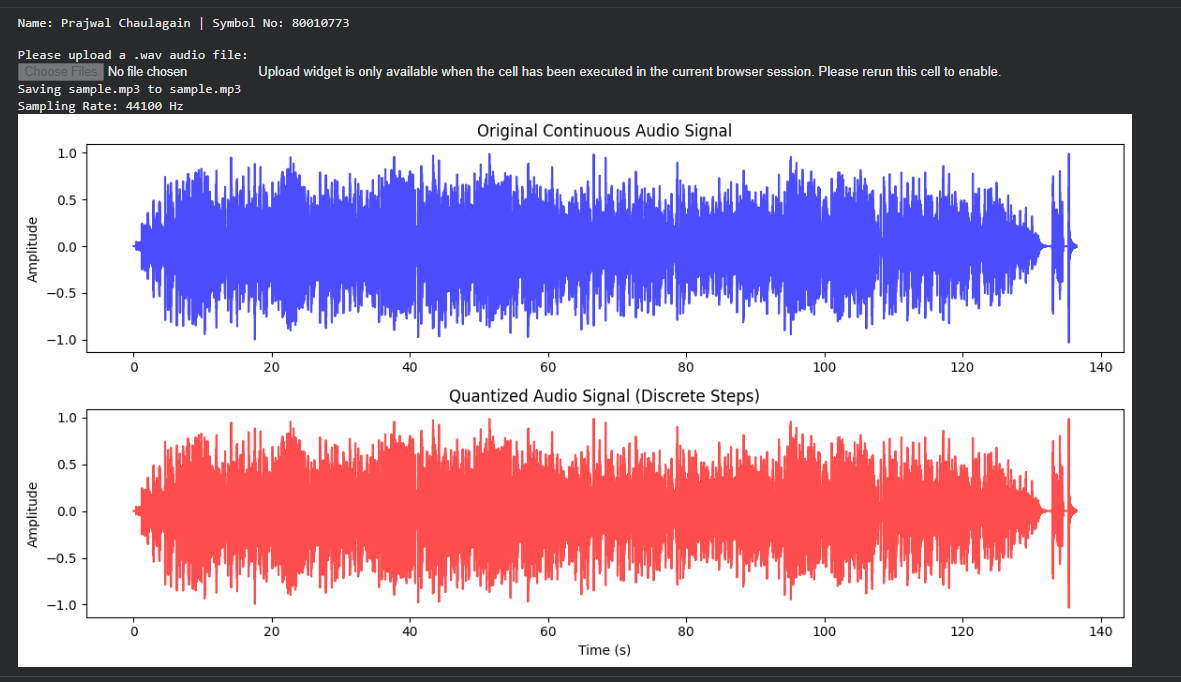 Name: Prajwal Chaulagain | Symbol No: 80010773
Please upload a .wav audio file:
Choose Files No file chosen Upload widget is only available when the cell has been executed in the current browser session. Please rerun this cell to enable.
Saving sample.mp3 to sample.mp3
Sampling Rate: 44100 Hz
Original Continuous Audio Signal
Amplitude
1.0
0.5
0.0
−0.5
−1.0
0 20 40 60 80 100 120 140
Quantized Audio Signal (Discrete Steps)
Amplitude
1.0
0.5
0.0
−0.5
−1.0
0 20 40 60 80 100 120 140
Time (s)